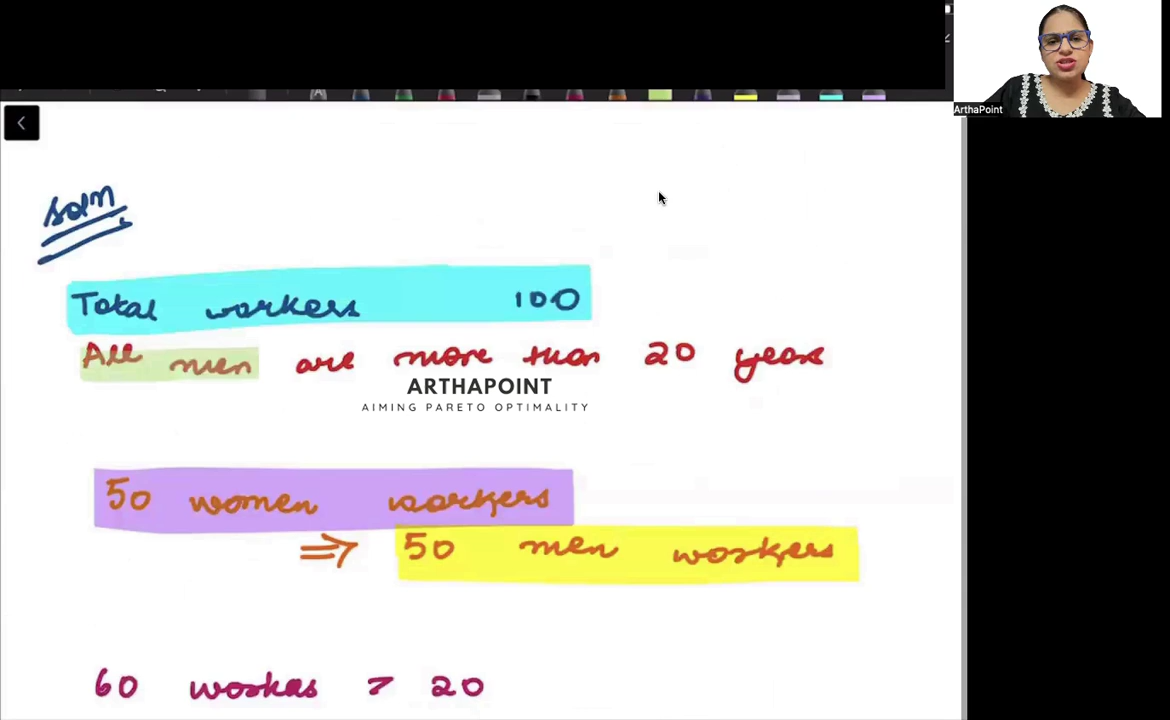 ArthaPoint
soln
Total workers 100
All men are more than 20 years
ARTHAPOINT
AIMING PARETO OPTIMALITY
50 women workers
⇒ 50 men workers
60 workes > 20